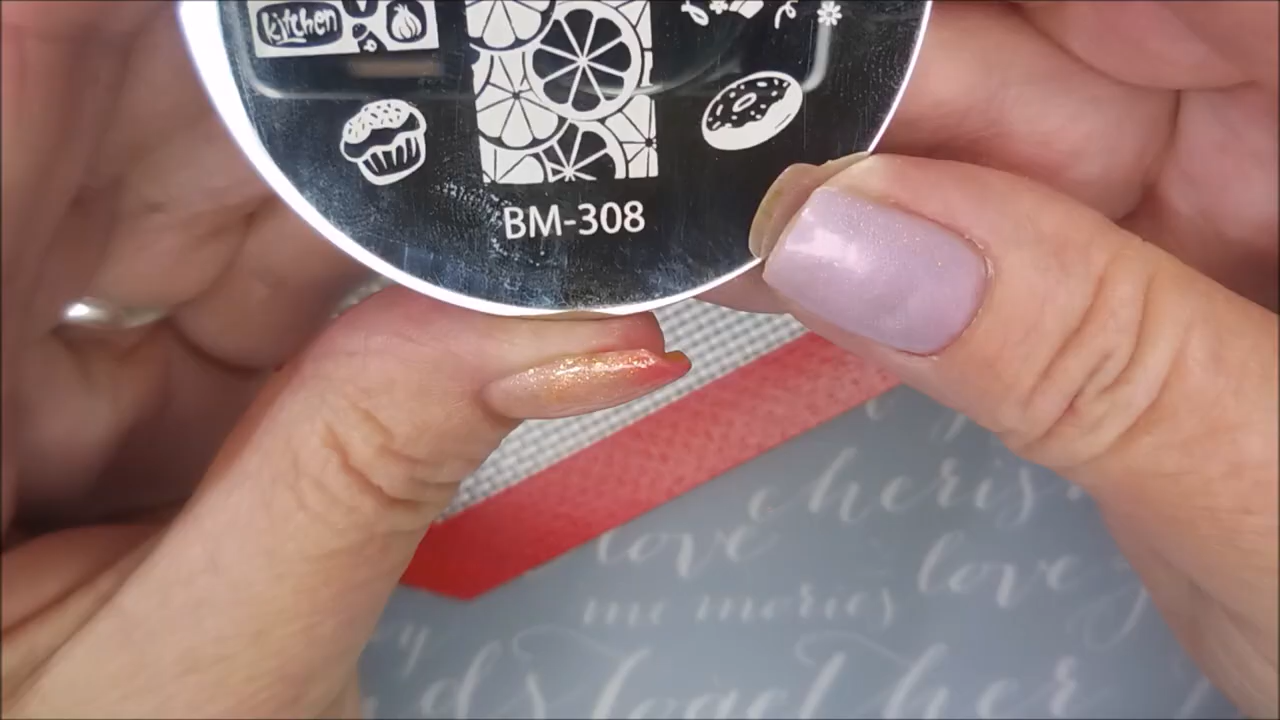 kitchen
BM-308
cheris
love
love
memories
together